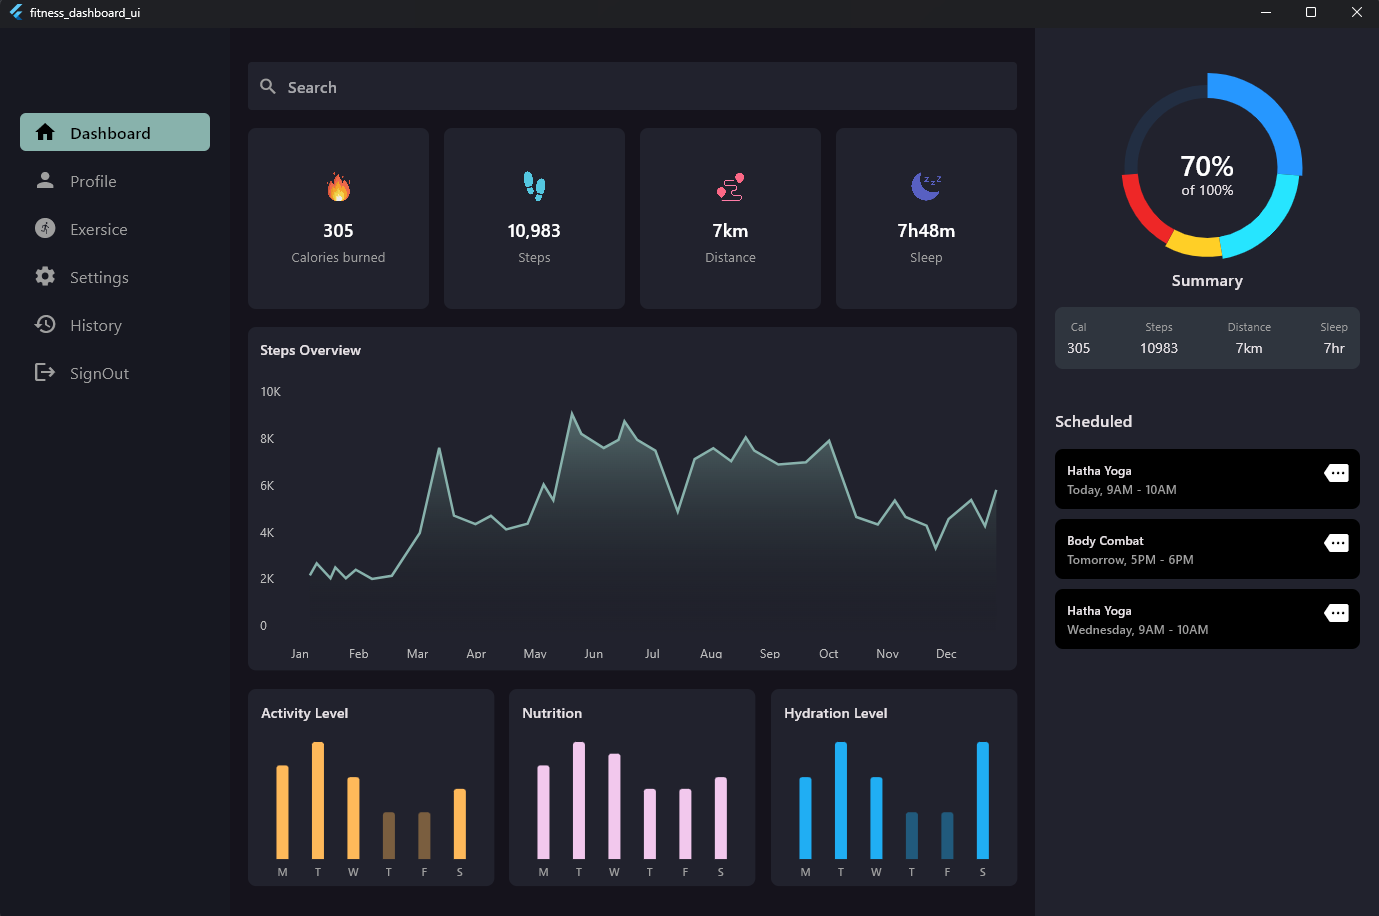 fitness_dashboard_ui
Dashboard
Profile
Exersice
Settings
History
SignOut
Search
305
Calories burned
10,983
Steps
7km
Distance
zzz
7h48m
Sleep
Steps Overview
10K
8K
6K
4K
2K
0
Jan Feb Mar Apr May Jun Jul Aug Sep Oct Nov Dec
Activity Level
M T W T F S
Nutrition
M T W T F S
Hydration Level
M T W T F S
70%
of 100%
Summary
Cal Steps Distance Sleep
305 10983 7km 7hr
Scheduled
Hatha Yoga
Today, 9AM - 10AM
Body Combat
Tomorrow, 5PM - 6PM
Hatha Yoga
Wednesday, 9AM - 10AM